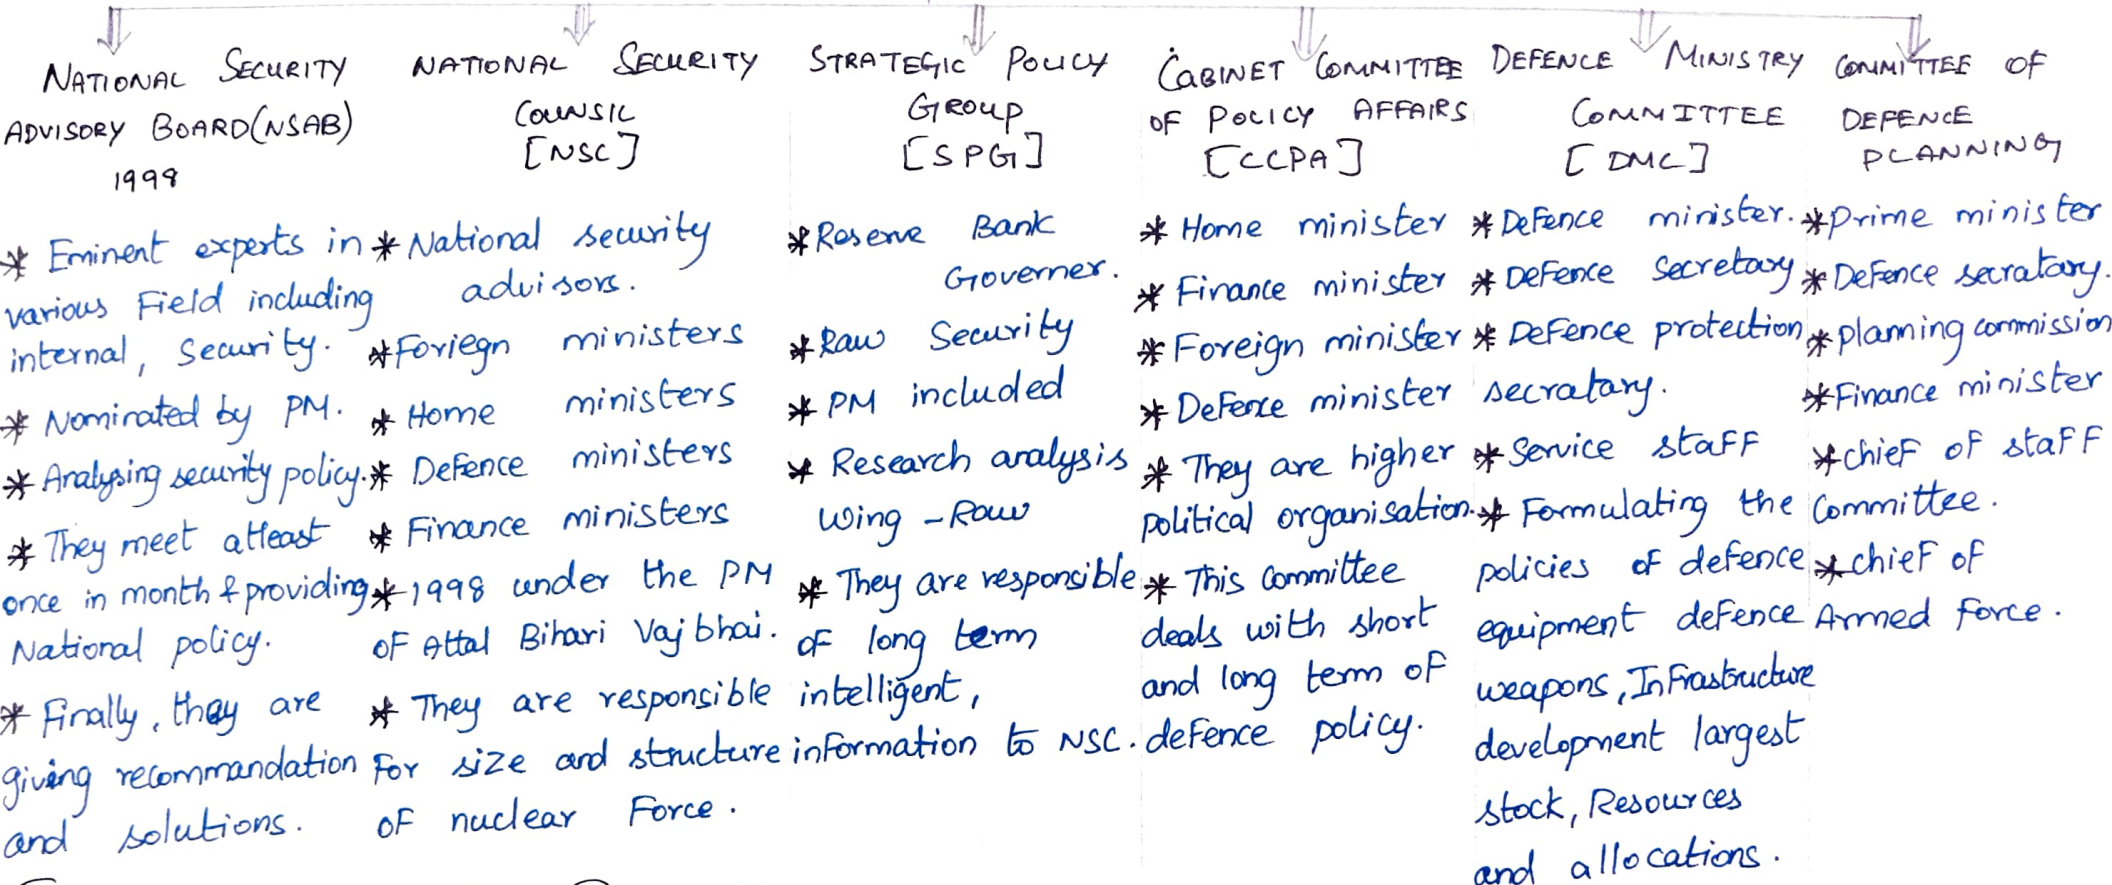 NATIONAL SECURITY
ADVISORY BOARD(NSAB)
1998
* Eminent experts in
various Field including
internal, Security.
* Nominated by PM.
* Analysing security policy.
* They meet atleast
once in month & providing
National policy.
* Finally, they are
giving recommandation
and solutions.
NATIONAL SECURITY
COUNSIL
[NSC]
* National security
advisors.
* Foriegn ministers
* Home ministers
* Defence ministers
* Finance ministers
* 1998 under the PM
of Attal Bihari Vajbhai.
* They are responsible
For size and structure
of nuclear Force.
STRATEGIC POLICY
GROUP
[SPG]
* Reserve Bank
Governer.
* Raw Security
* PM included
* Research analysis
Wing - Raw
* They are responsible
of long term
intelligent,
information to NSC.
CABINET COMMITTEE
OF POLICY AFFAIRS
[CCPA]
* Home minister
* Finance minister
* Foreign minister
* Defence minister
* They are higher
political organisation.
* This Committee
deals with short
and long term of
defence policy.
DEFENCE MINISTRY
COMMITTEE
[DMC]
* Defence minister.
* Defence Secretary
* Defence protection
secratary.
* Service staff
* Formulating the
policies of defence
equipment defence
weapons, Infrastructure
development largest
stock, Resources
and allocations.
COMMITTEE OF
DEFENCE
PLANNING
* Prime minister
* Defence secratary.
* planning commission
* Finance minister
* chief of staff
Committee.
* chief of
Armed force.